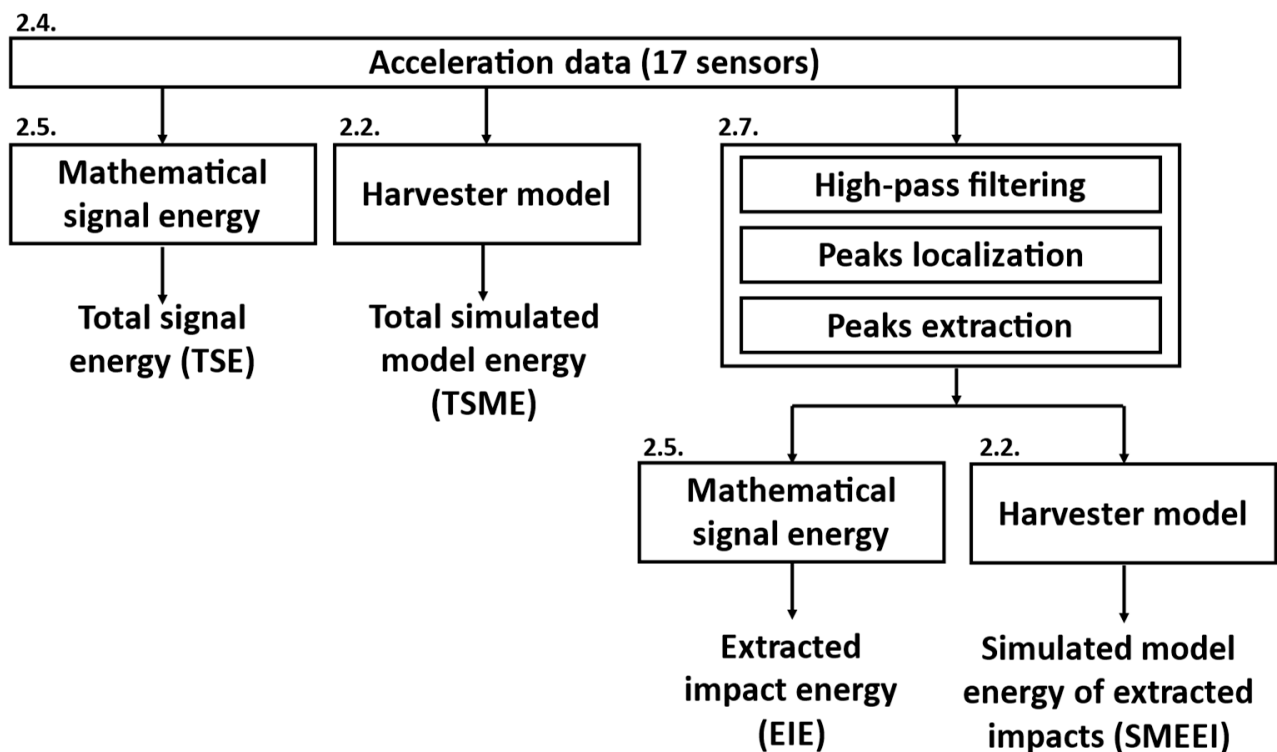 2.4.
Acceleration data (17 sensors)
2.5.
Mathematical
signal energy
2.2.
Harvester model
2.7.
High-pass filtering
Peaks localization
Peaks extraction
Total signal
energy (TSE)
Total simulated
model energy
(TSME)
2.5.
Mathematical
signal energy
2.2.
Harvester model
Extracted
impact energy
(EIE)
Simulated model
energy of extracted
impacts (SMEEI)